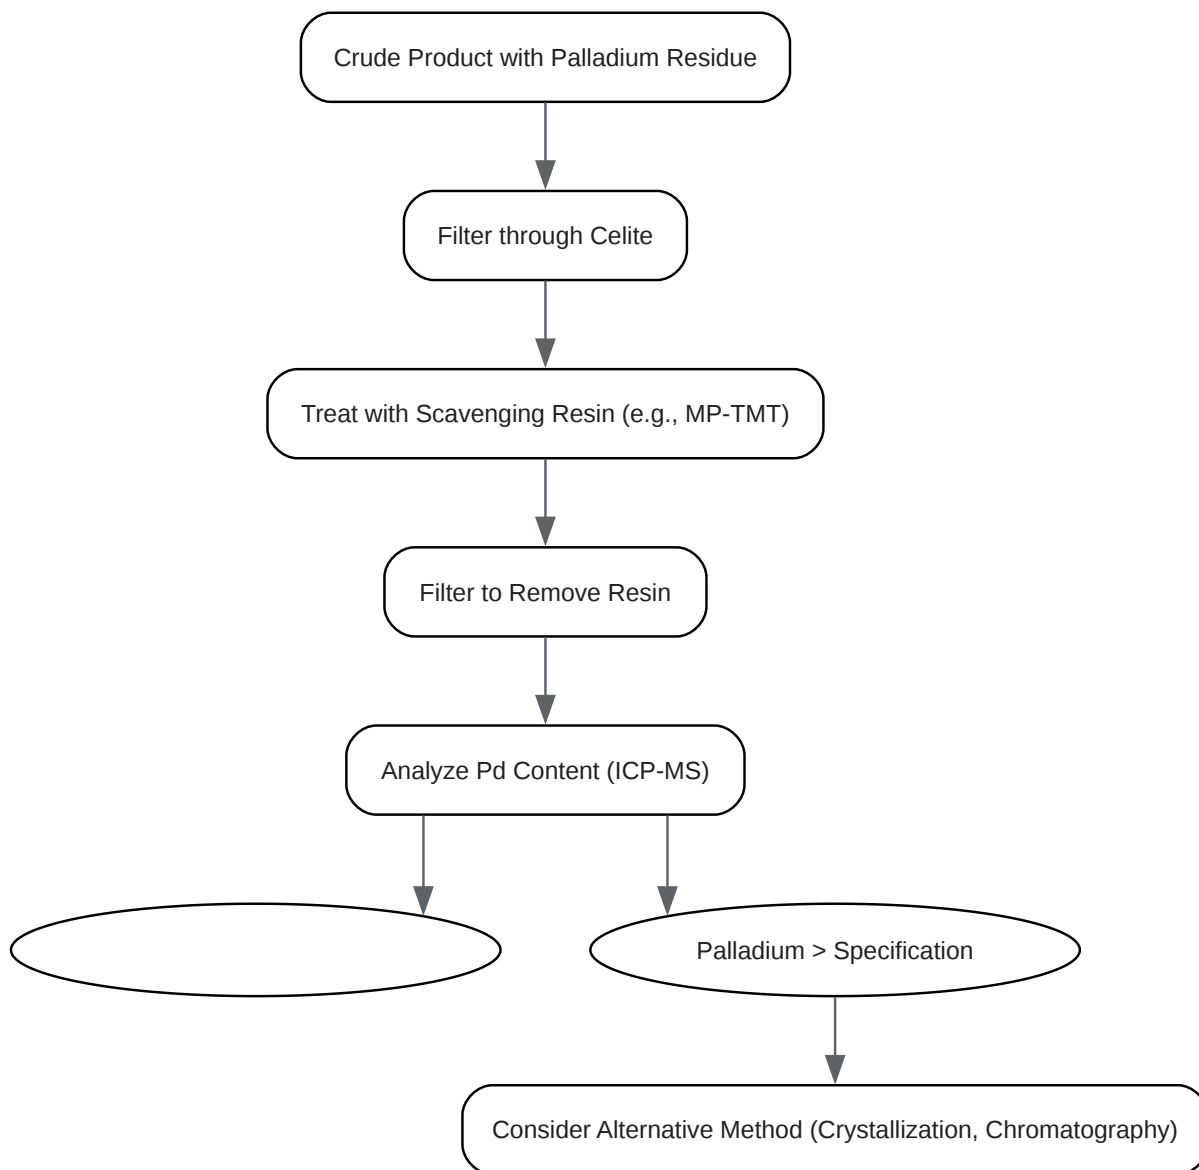 Crude Product with Palladium Residue
Filter through Celite
Treat with Scavenging Resin (e.g., MP-TMT)
Filter to Remove Resin
Analyze Pd Content (ICP-MS)
Palladium > Specification
Consider Alternative Method (Crystallization, Chromatography)